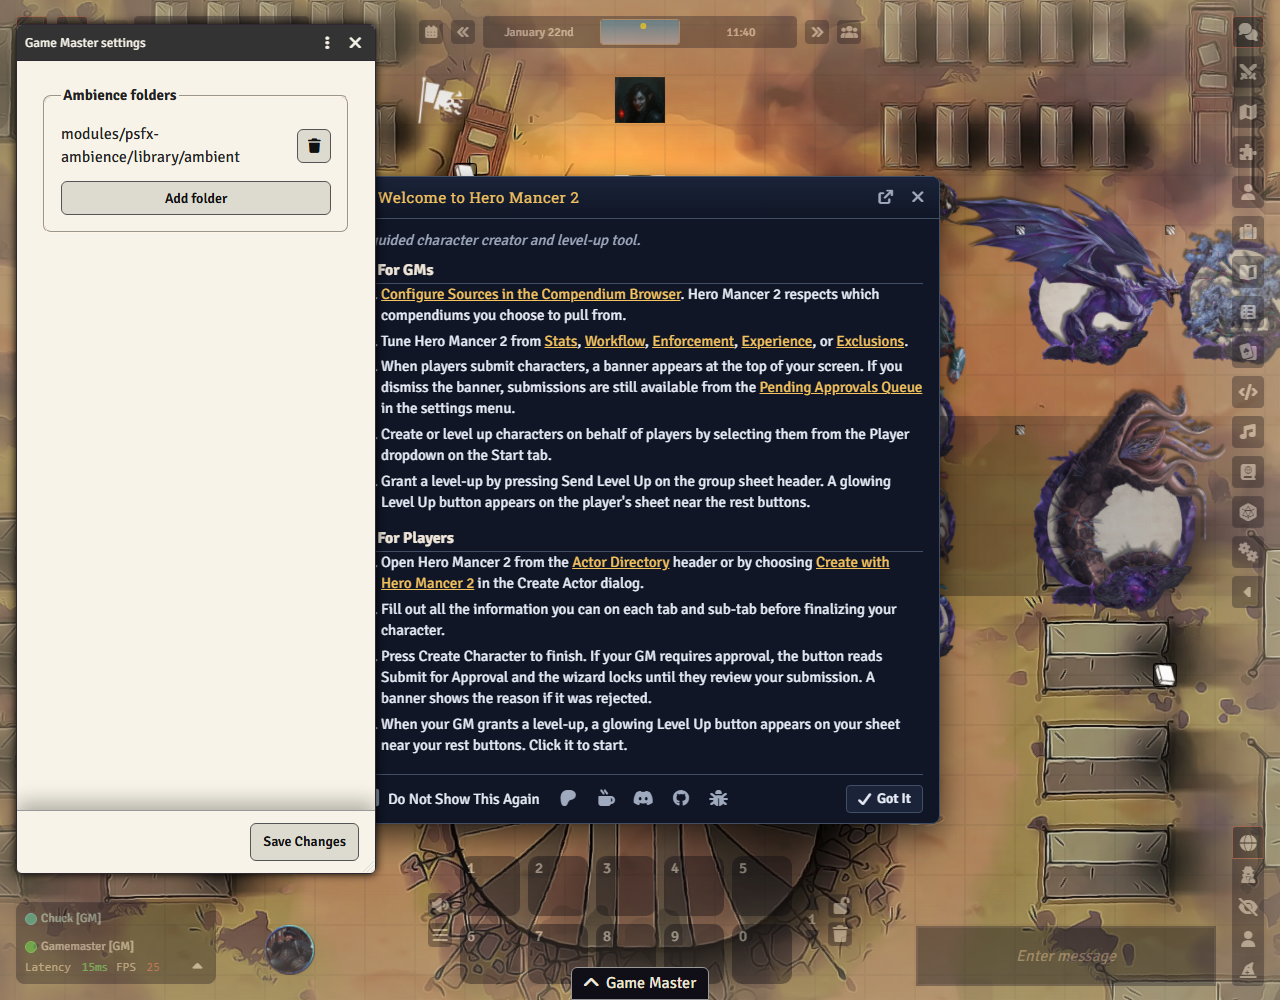 Game Master settings
January 22nd
11:40
Ambience folders
modules/psfx-
ambience/library/ambient
Add folder
Save Changes
Welcome to Hero Mancer 2
uided character creator and level-up tool.
For GMs
Configure Sources in the Compendium Browser. Hero Mancer 2 respects which
compendiums you choose to pull from.
Tune Hero Mancer 2 from Stats, Workflow, Enforcement, Experience, or Exclusions.
When players submit characters, a banner appears at the top of your screen. If you
dismiss the banner, submissions are still available from the Pending Approvals Queue
in the settings menu.
Create or level up characters on behalf of players by selecting them from the Player
dropdown on the Start tab.
Grant a level-up by pressing Send Level Up on the group sheet header. A glowing
Level Up button appears on the player's sheet near the rest buttons.
For Players
Open Hero Mancer 2 from the Actor Directory header or by choosing Create with
Hero Mancer 2 in the Create Actor dialog.
Fill out all the information you can on each tab and sub-tab before finalizing your
character.
Press Create Character to finish. If your GM requires approval, the button reads
Submit for Approval and the wizard locks until they review your submission. A
banner shows the reason if it was rejected.
When your GM grants a level-up, a glowing Level Up button appears on your sheet
near your rest buttons. Click it to start.
Do Not Show This Again
Got It
1 2 3 4 5
6 7 8 9 0
1
Chuck [GM]
Gamemaster [GM]
Latency 15ms FPS 25
Game Master
Enter message